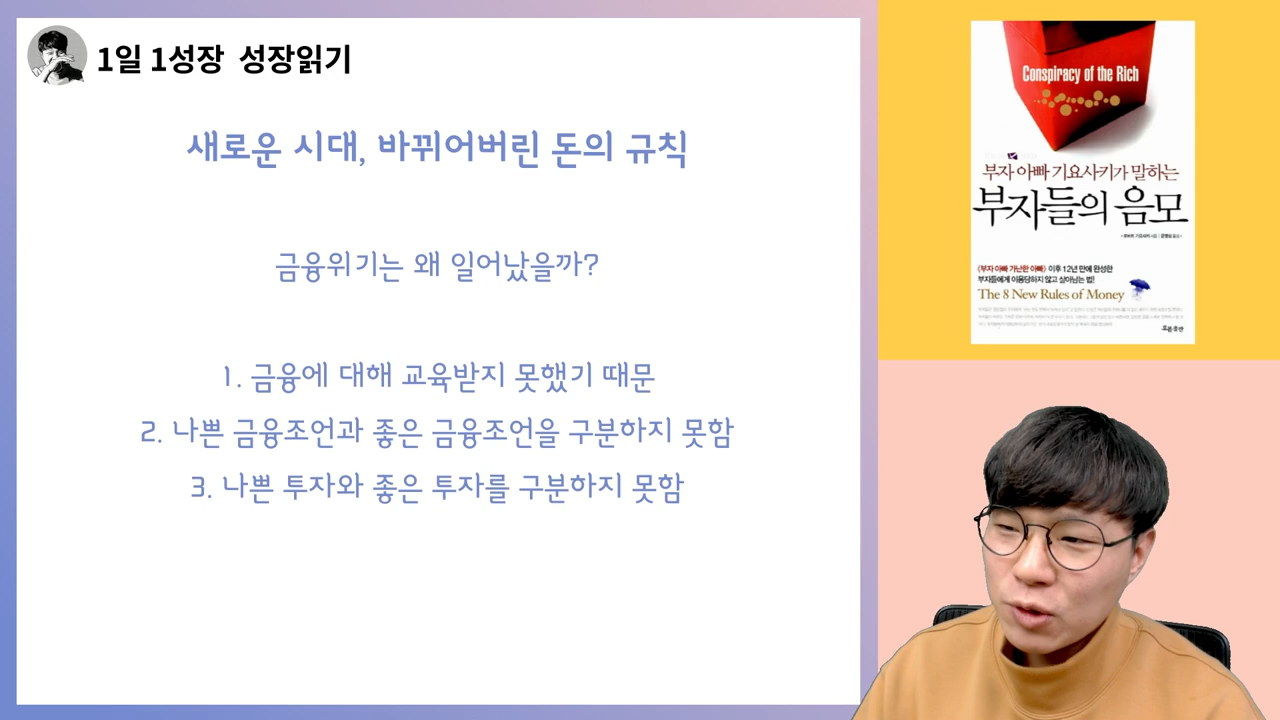 1일 1성장 성장읽기
새로운 시대, 바뀌어버린 돈의 규칙
금융위기는 왜 일어났을까?
1. 금융에 대해 교육받지 못했기 때문
2. 나쁜 금융조언과 좋은 금융조언을 구분하지 못함
3. 나쁜 투자와 좋은 투자를 구분하지 못함
Conspiracy of the Rich
부자 아빠 기요사키가 말하는
부자들의 음모
《부자 아빠 가난한 아빠》 이후 12년 만에 완성한
부자들에게 이용당하지 않고 살아남는 법!
The 8 New Rules of Money